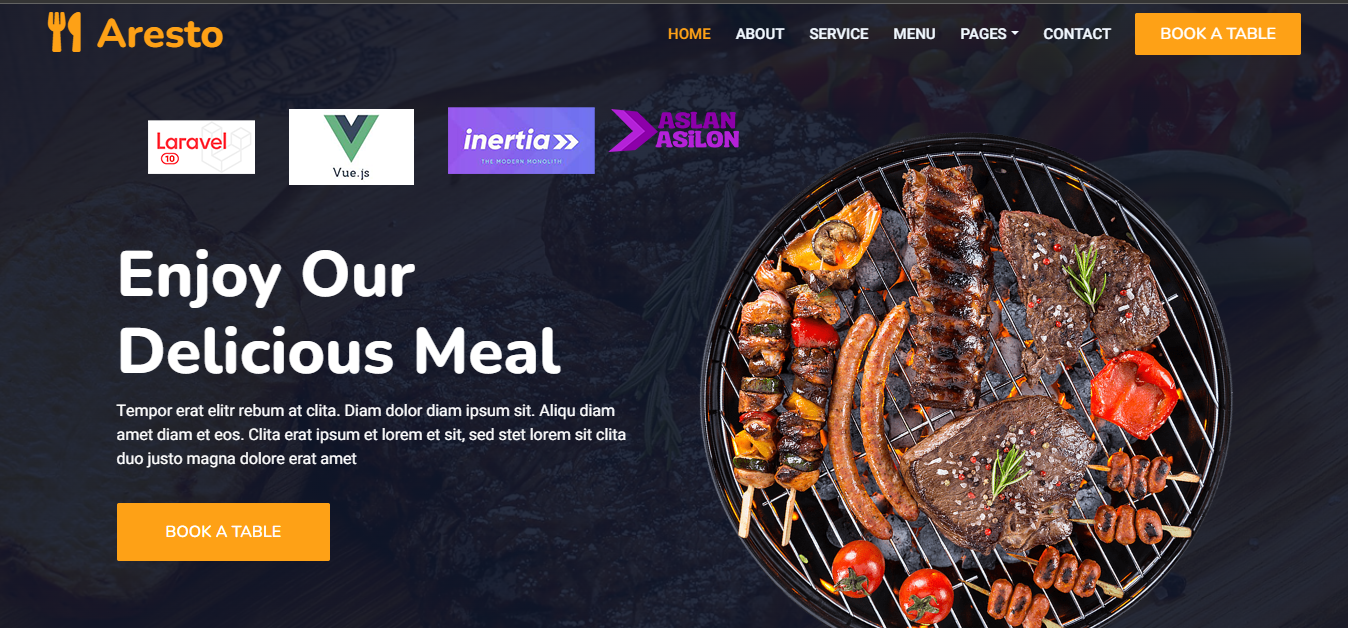 Aresto
HOME ABOUT SERVICE MENU PAGES CONTACT BOOK A TABLE
Laravel
10
Vue.js
inertia
THE MODERN MONOLITH
ASLAN
ASiLON
Enjoy Our
Delicious Meal
Tempor erat elitr rebum at clita. Diam dolor diam ipsum sit. Aliqu diam
amet diam et eos. Clita erat ipsum et lorem et sit, sed stet lorem sit clita
duo justo magna dolore erat amet
BOOK A TABLE